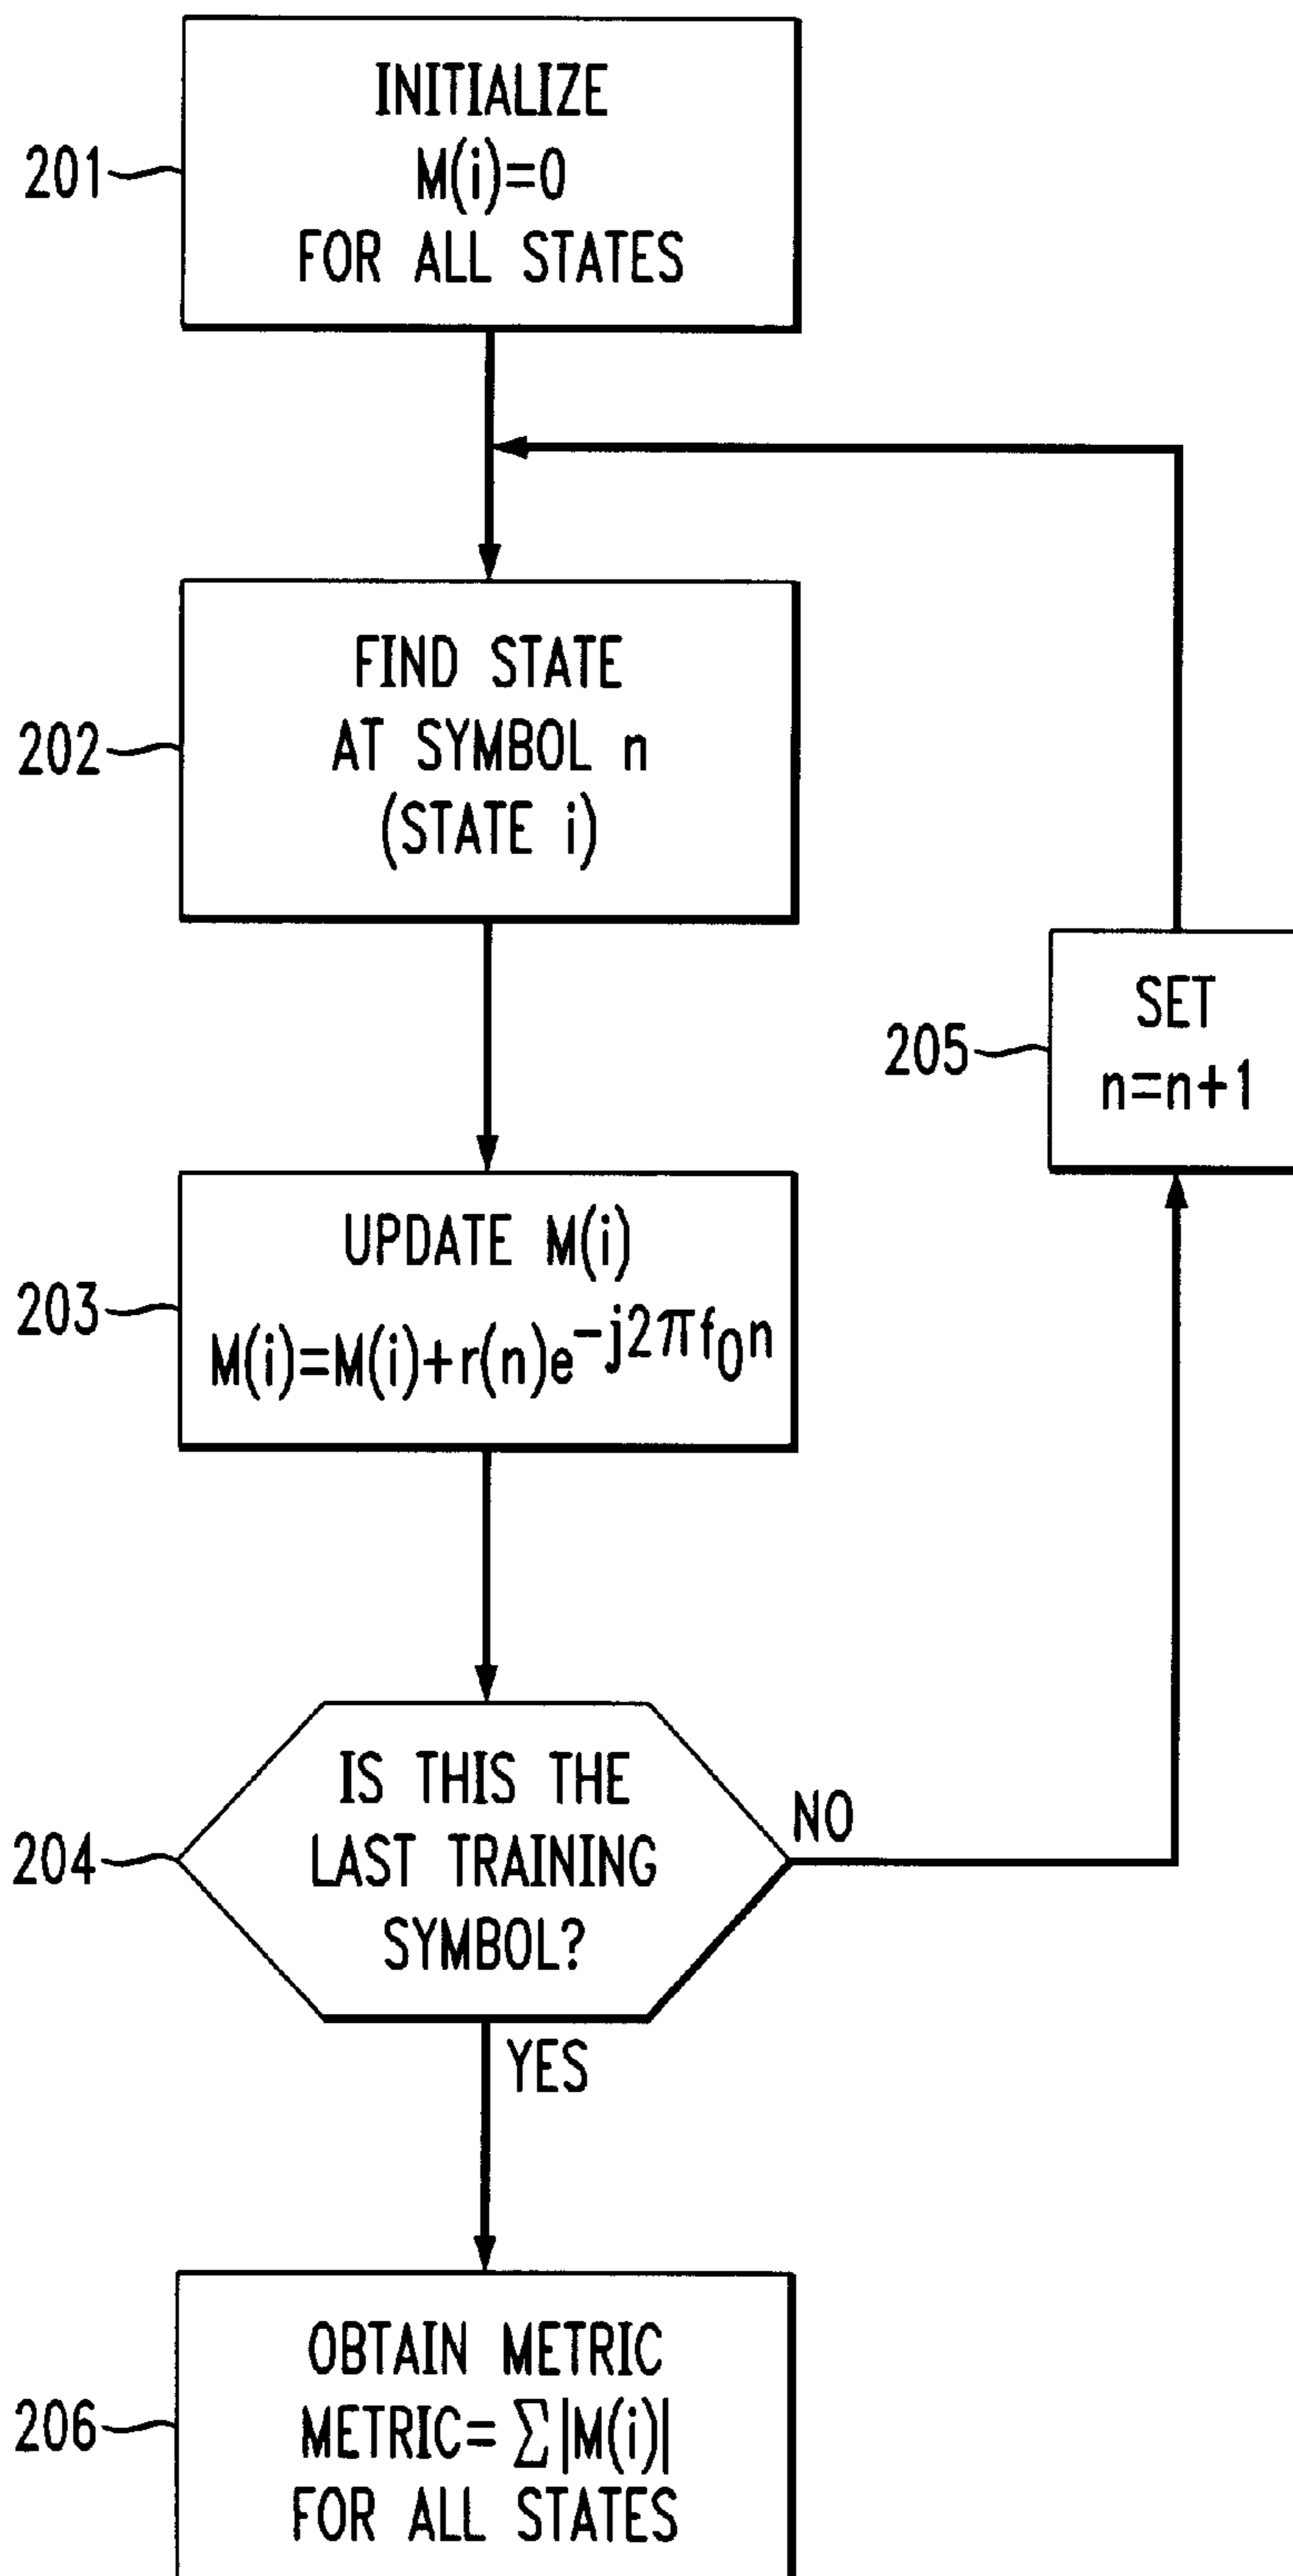 201
INITIALIZE
M(i)=0
FOR ALL STATES
202
FIND STATE
AT SYMBOL n
(STATE i)
205
SET
n=n+1
203
UPDATE M(i)
M(i)=M(i)+r(n)e^-j2πf₀n
204
IS THIS THE
LAST TRAINING
SYMBOL?
NO
YES
206
OBTAIN METRIC
METRIC=∑|M(i)|
FOR ALL STATES